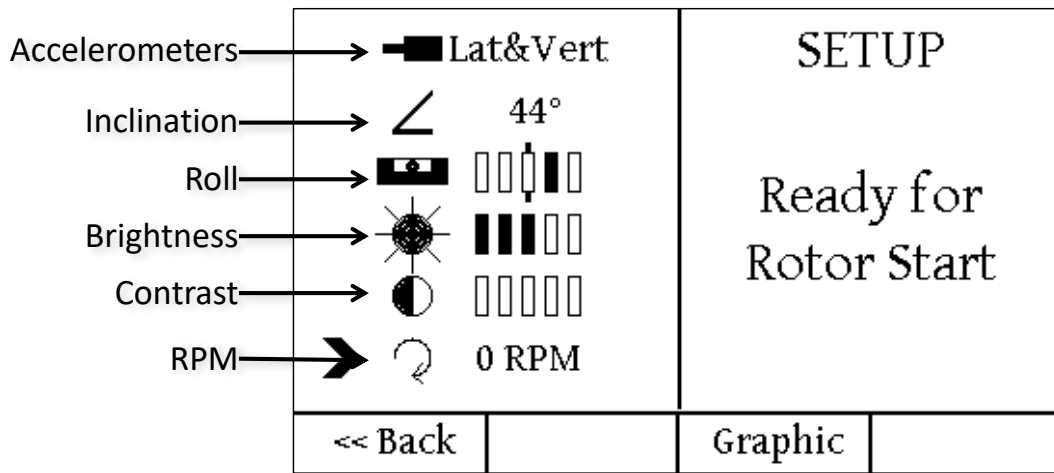 Accelerometers Lat&Vert
Inclination 44°
Roll
Brightness
Contrast
RPM 0 RPM
SETUP
Ready for
Rotor Start
<< Back Graphic